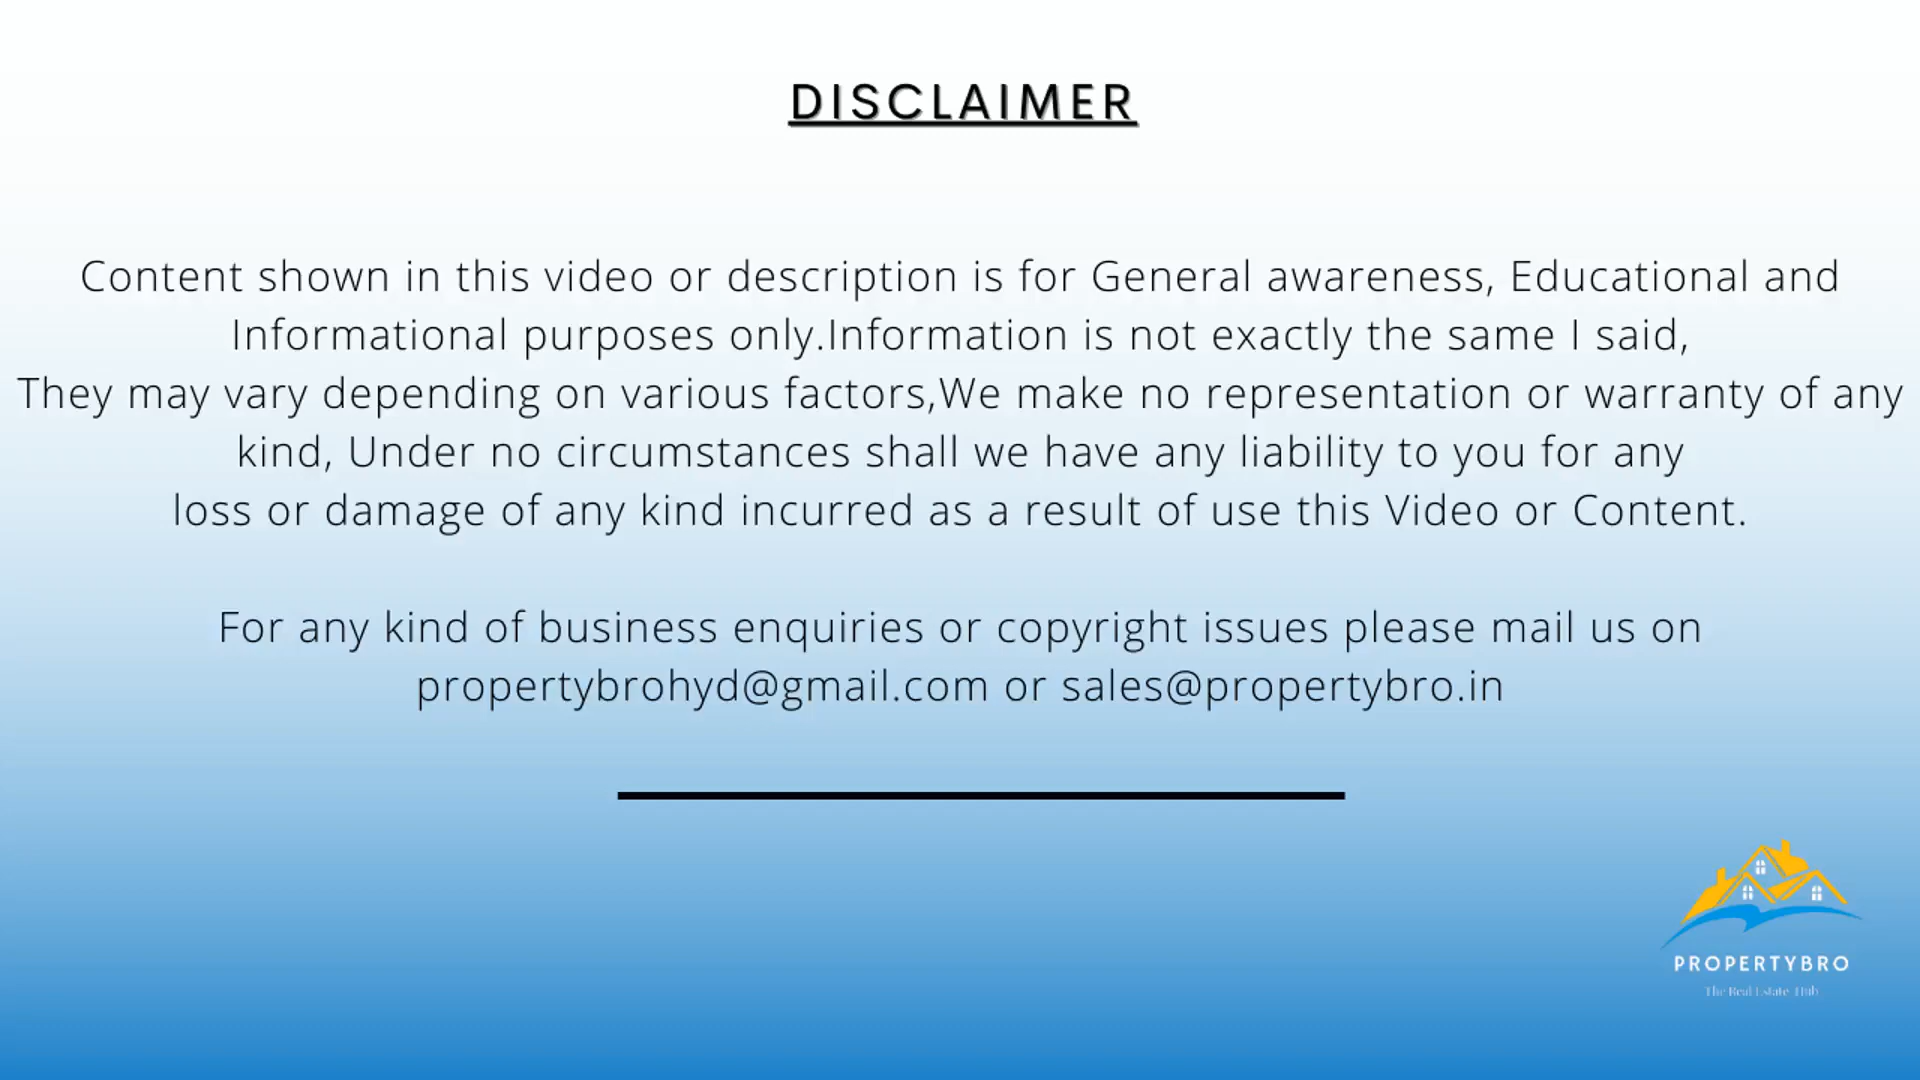 DISCLAIMER
Content shown in this video or description is for General awareness, Educational and
Informational purposes only.Information is not exactly the same I said,
They may vary depending on various factors,We make no representation or warranty of any
kind, Under no circumstances shall we have any liability to you for any
loss or damage of any kind incurred as a result of use this Video or Content.
For any kind of business enquiries or copyright issues please mail us on
propertybrohyd@gmail.com or sales@propertybro.in
PROPERTYBRO
The Real Estate Hub